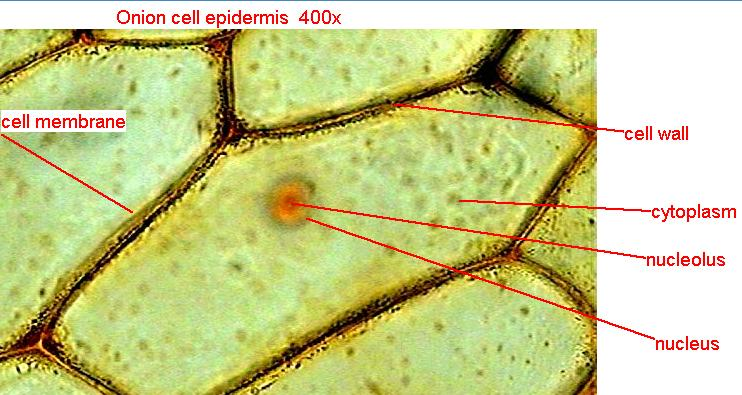 Onion cell epidermis 400x
cell membrane
cell wall
cytoplasm
nucleolus
nucleus